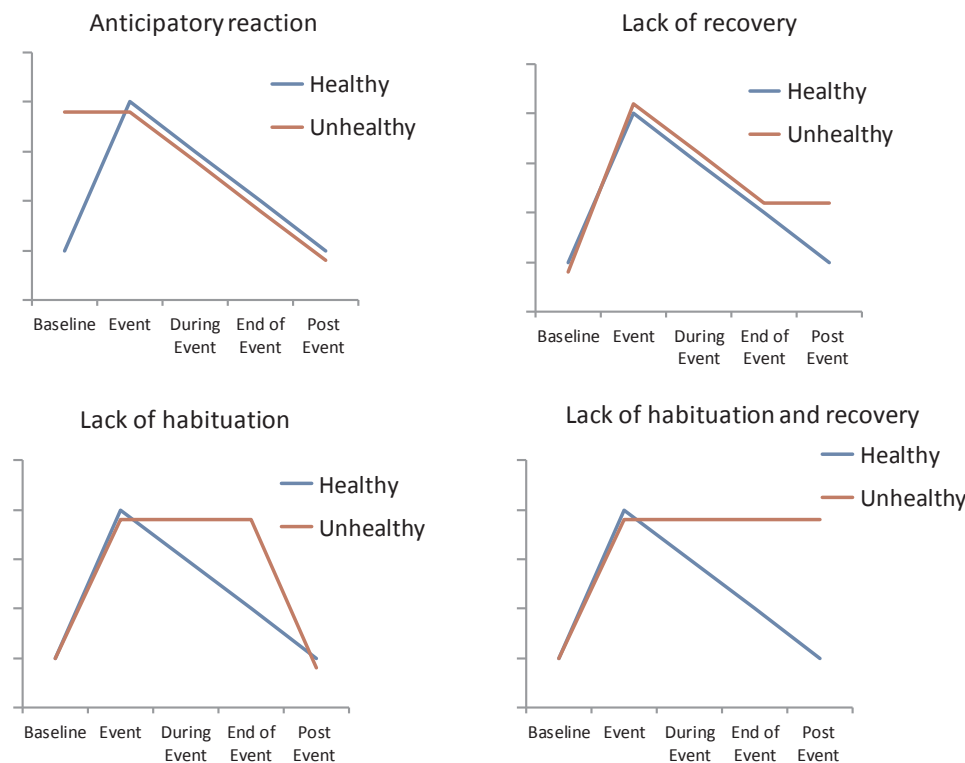 Anticipatory reaction
Healthy
Unhealthy
Baseline Event During End of Post
Event Event Event
Lack of recovery
Healthy
Unhealthy
Baseline Event During End of Post
Event Event Event
Lack of habituation
Healthy
Unhealthy
Baseline Event During End of Post
Event Event Event
Lack of habituation and recovery
Healthy
Unhealthy
Baseline Event During End of Post
Event Event Event